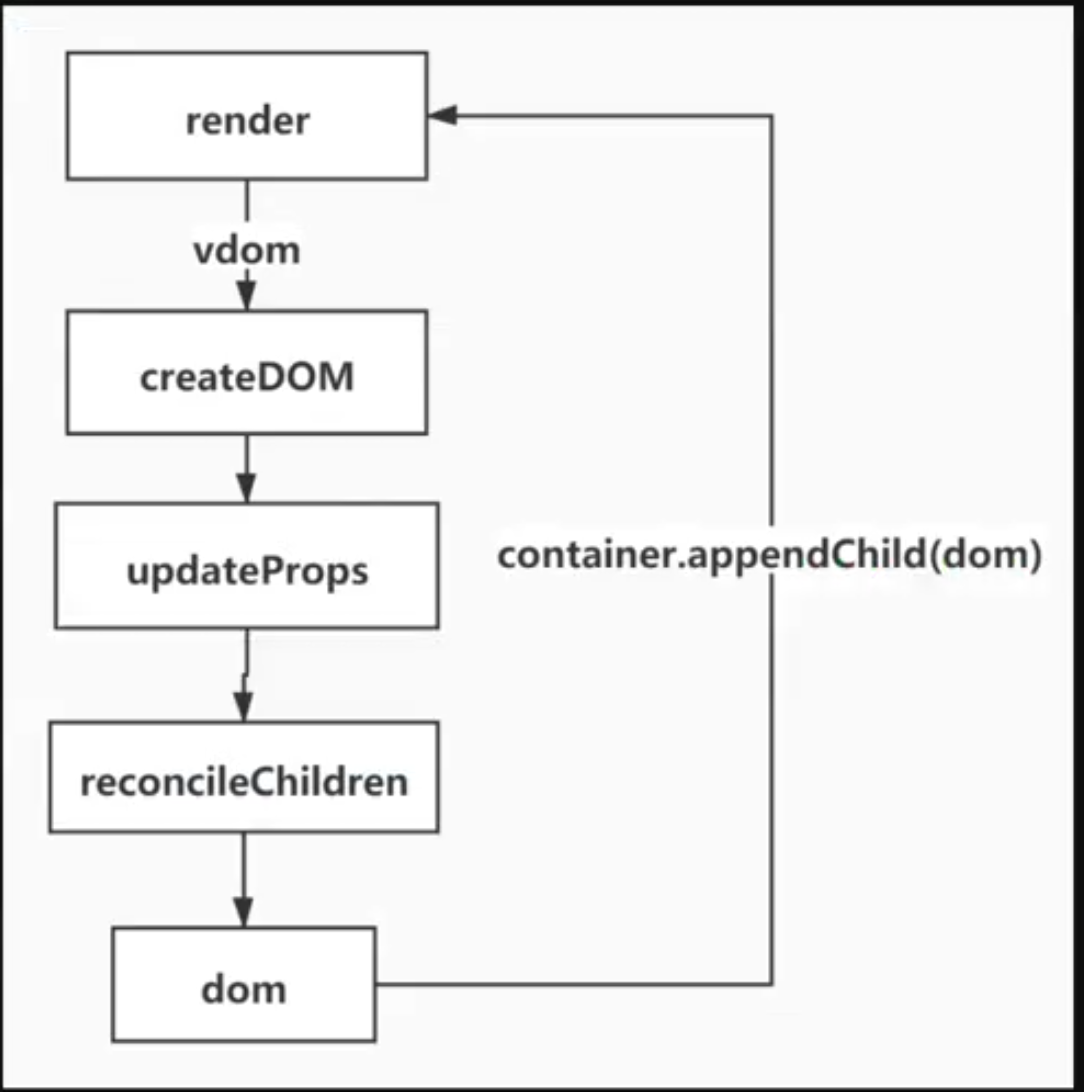 render
vdom
createDOM
updateProps
container.appendChild(dom)
reconcileChildren
dom